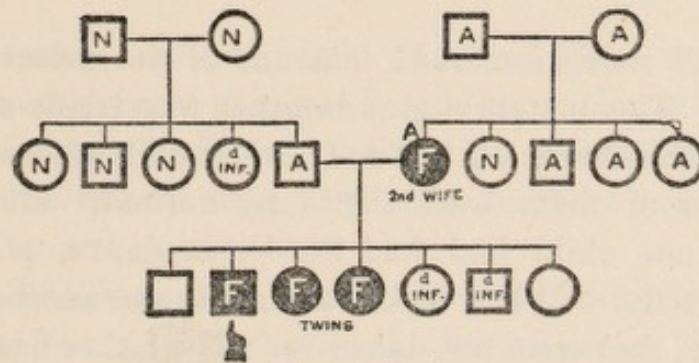 N N A A
A
N N N d INF. A F N A A A
2nd WIFE
F F F d INF. d INF.
TWINS